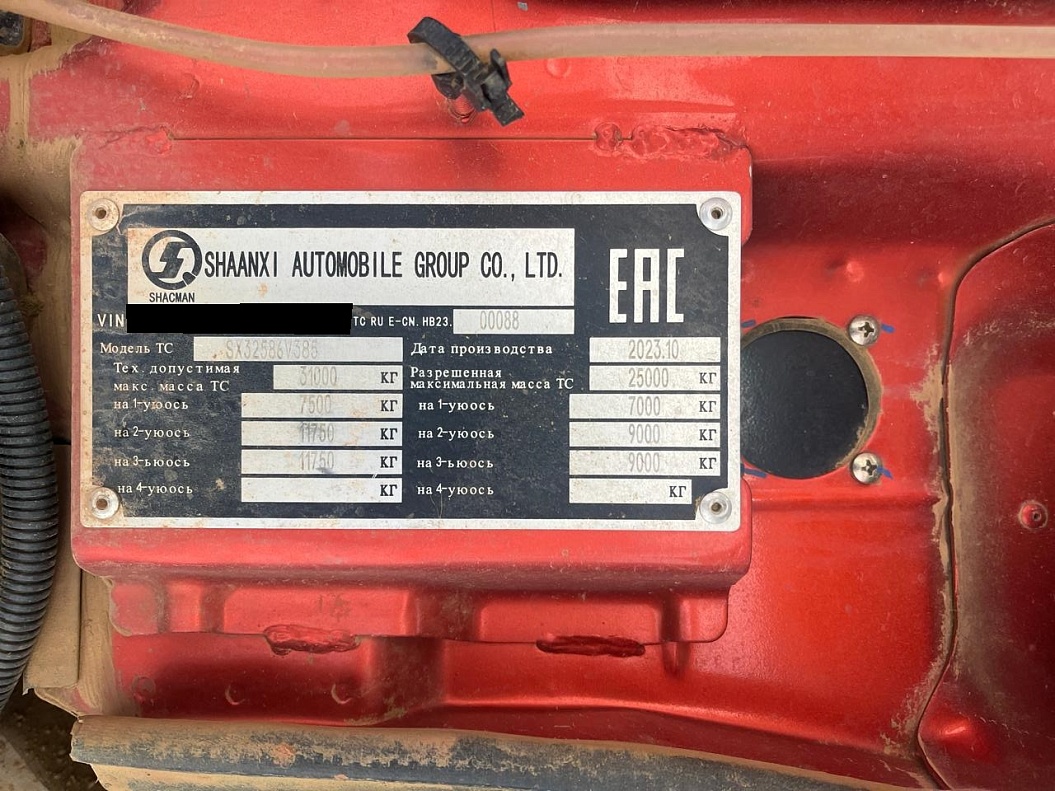 SHAANXI AUTOMOBILE GROUP CO., LTD.
SHACMAN
EAC
VIN TC RU E-CN.HB23. 00088
Модель ТС SX32586V385 Дата производства 2023.10
Тех. допустимая макс. масса ТС 31000 КГ Разрешенная максимальная масса ТС 25000 КГ
на 1-уюось 7500 КГ на 1-уюось 7000 КГ
на 2-уюось 11750 КГ на 2-уюось 9000 КГ
на 3-ьюось 11750 КГ на 3-ьюось 9000 КГ
на 4-уюось КГ на 4-уюось КГ